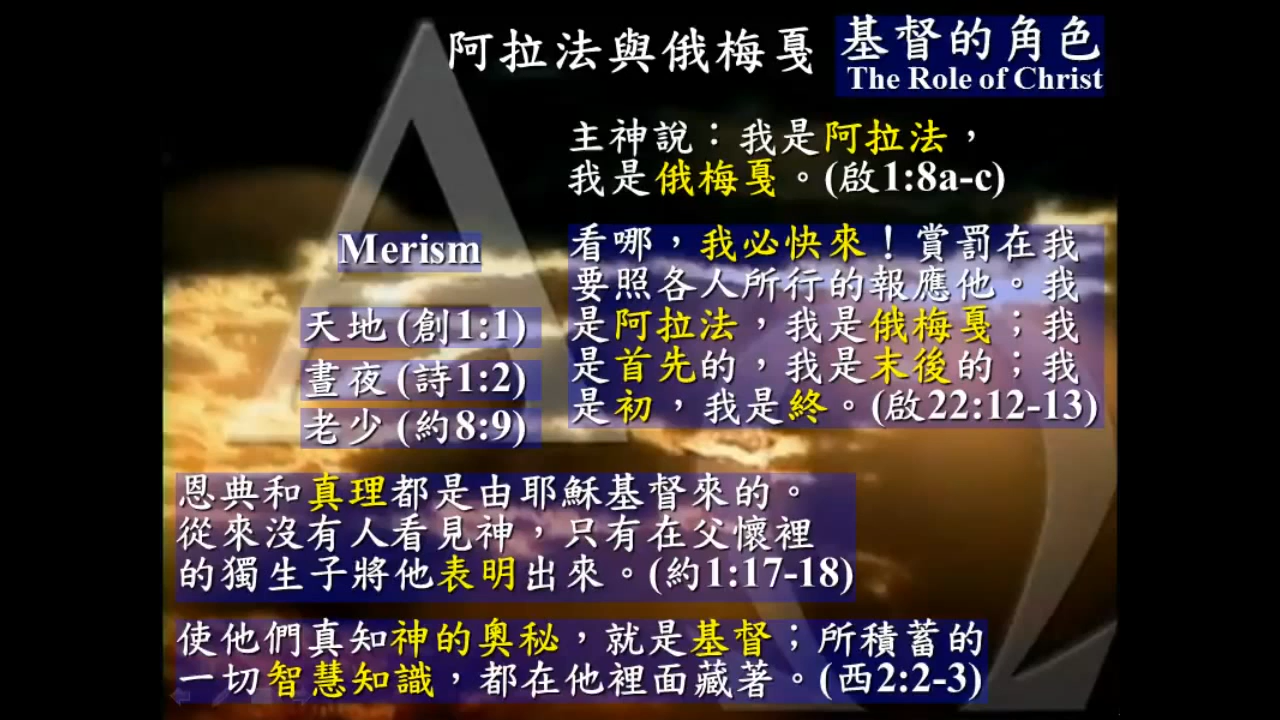 阿拉法與俄梅戛
基督的角色
The Role of Christ
主神說：我是阿拉法，
我是俄梅戛。(啟1:8a-c)
Merism
天地 (創1:1)
晝夜 (詩1:2)
老少 (約8:9)
看哪，我必快來！賞罰在我
要照各人所行的報應他。我
是阿拉法，我是俄梅戛；我
是首先的，我是末後的；我
是初，我是終。(啟22:12-13)
恩典和真理都是由耶穌基督來的。
從來沒有人看見神，只有在父懷裡
的獨生子將他表明出來。(約1:17-18)
使他們真知神的奧秘，就是基督；所積蓄的
一切智慧知識，都在他裡面藏著。(西2:2-3)